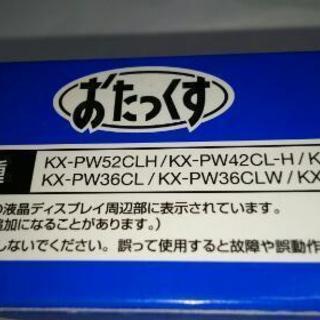 おたっくす
種 KX-PW52CLH/KX-PW42CL-H/K
KX-PW36CL/KX-PW36CLW/KX
の液晶ディスプレイ周辺部に表示されています。
追加になることがあります。)
しないでください。誤って使用すると故障や誤動作